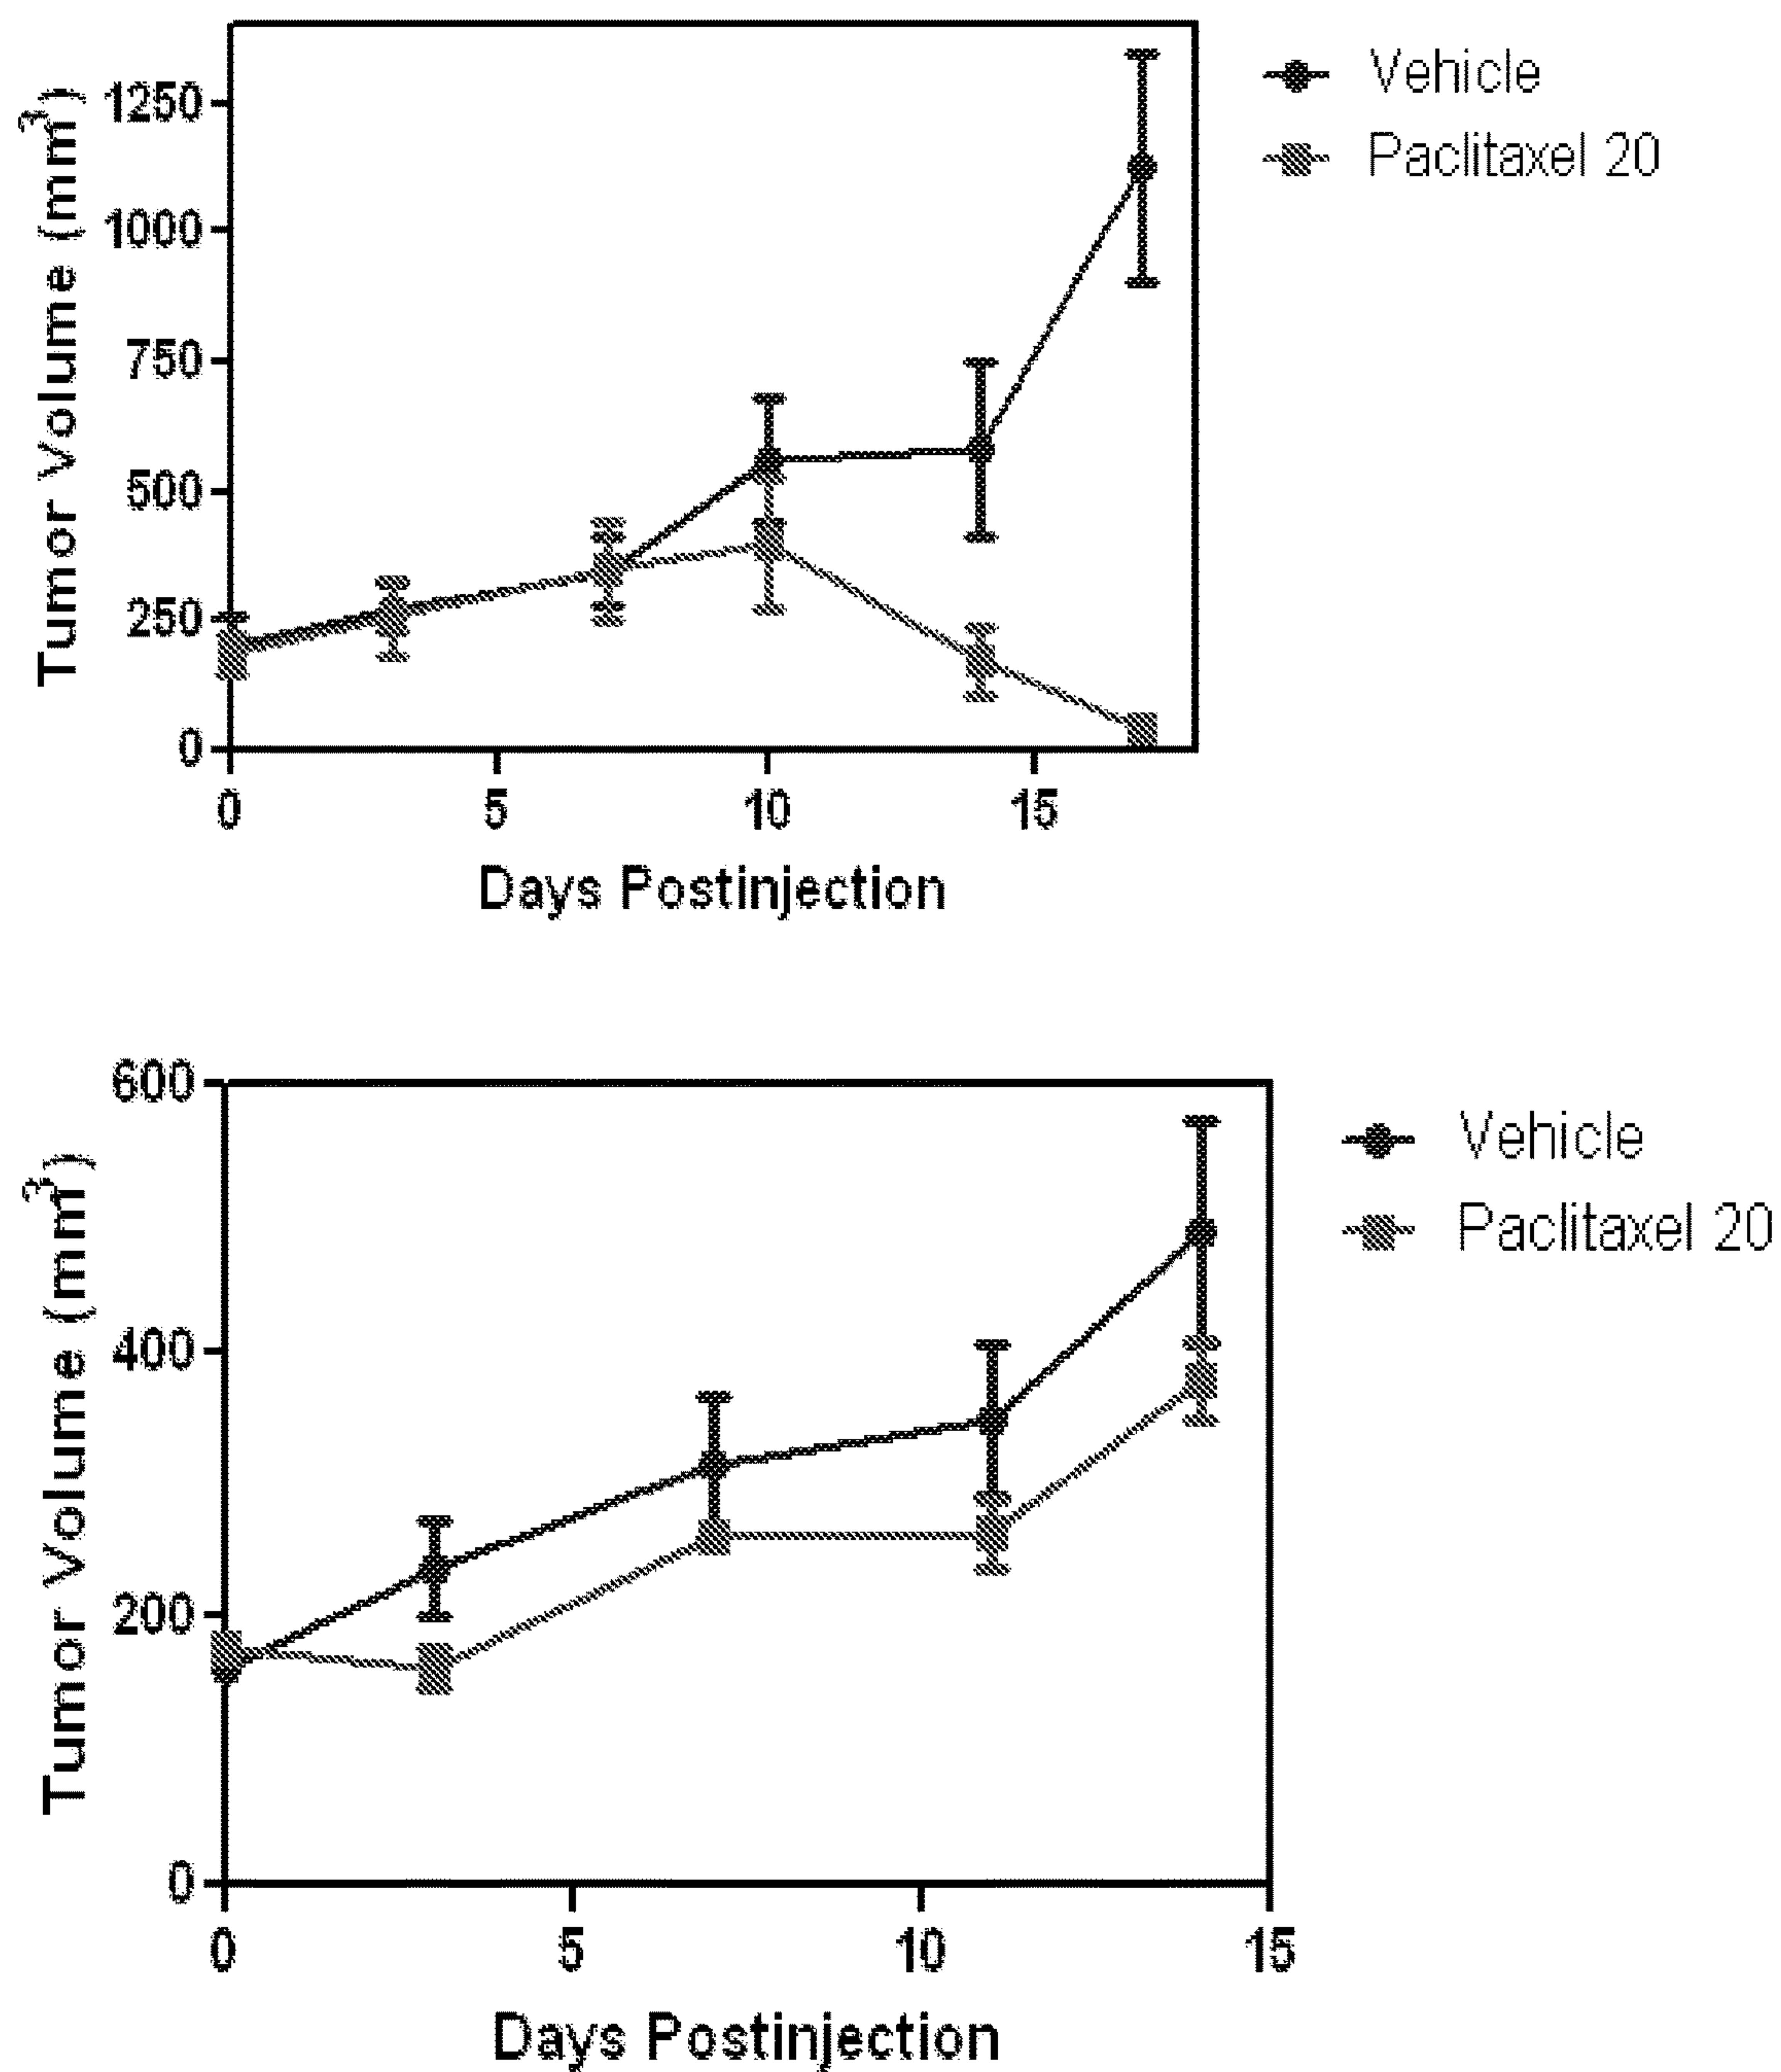 Tumor Volume (mm³)
1250
1000
750
500
250
0
0 5 10 15
Days Postinjection
Vehicle
Paclitaxel 20
Tumor Volume (mm³)
600
400
200
0
0 5 10 15
Days Postinjection
Vehicle
Paclitaxel 20